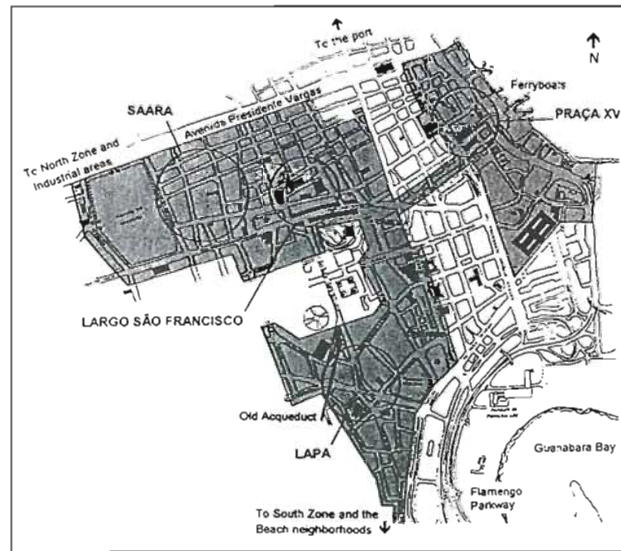 To the port
N
SAARA
Avenida Presidente Vargas
Ferryboats
PRAÇA XV
To North Zone and
Industrial areas
LARGO SÃO FRANCISCO
Old Acqueduct
LAPA
Guanabara Bay
Flamengo
Parkway
To South Zone and the
Beach neighborhoods